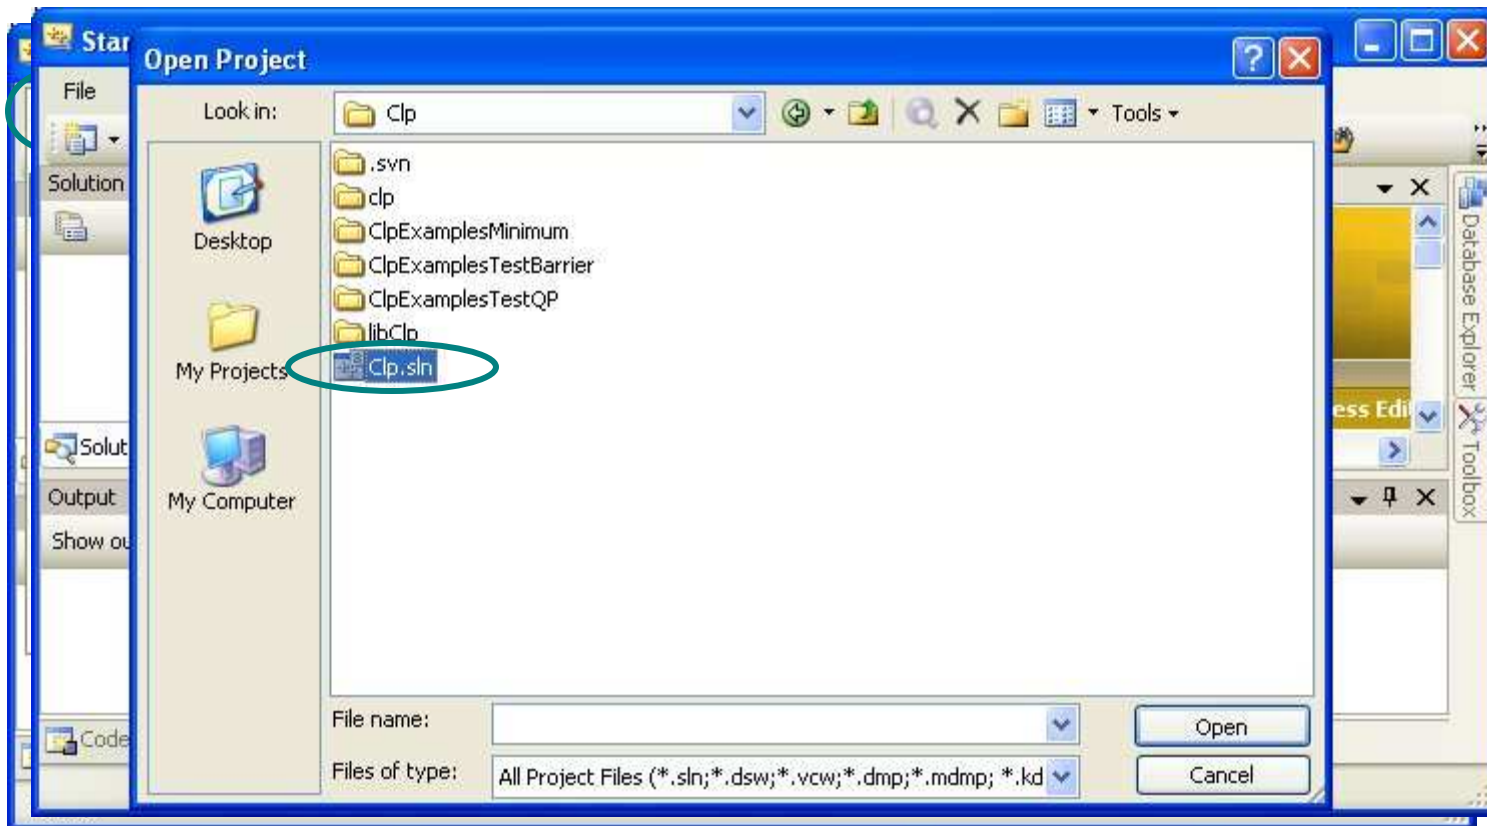 Star
Open Project
File
Look in:
Clp
Tools
Solution
.svn
clp
ClpExamplesMinimum
ClpExamplesTestBarrier
ClpExamplesTestQP
libClp
Clp.sln
Desktop
My Projects
My Computer
Database Explorer
Toolbox
ess Edi
Solut
Output
Show ou
Code
File name:
Open
Files of type:
All Project Files (*.sln;*.dsw;*.vcw;*.dmp;*.mdmp; *.kd
Cancel